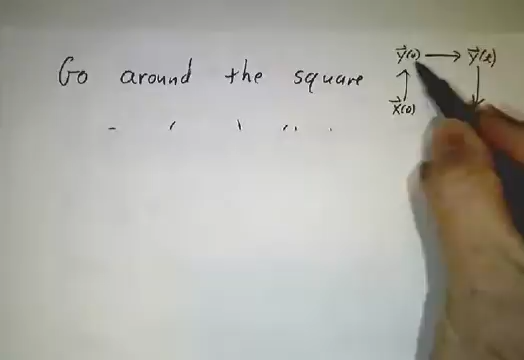 Go around the square
y⃗(0) → y⃗(t)
↑ ↓
x⃗(0)